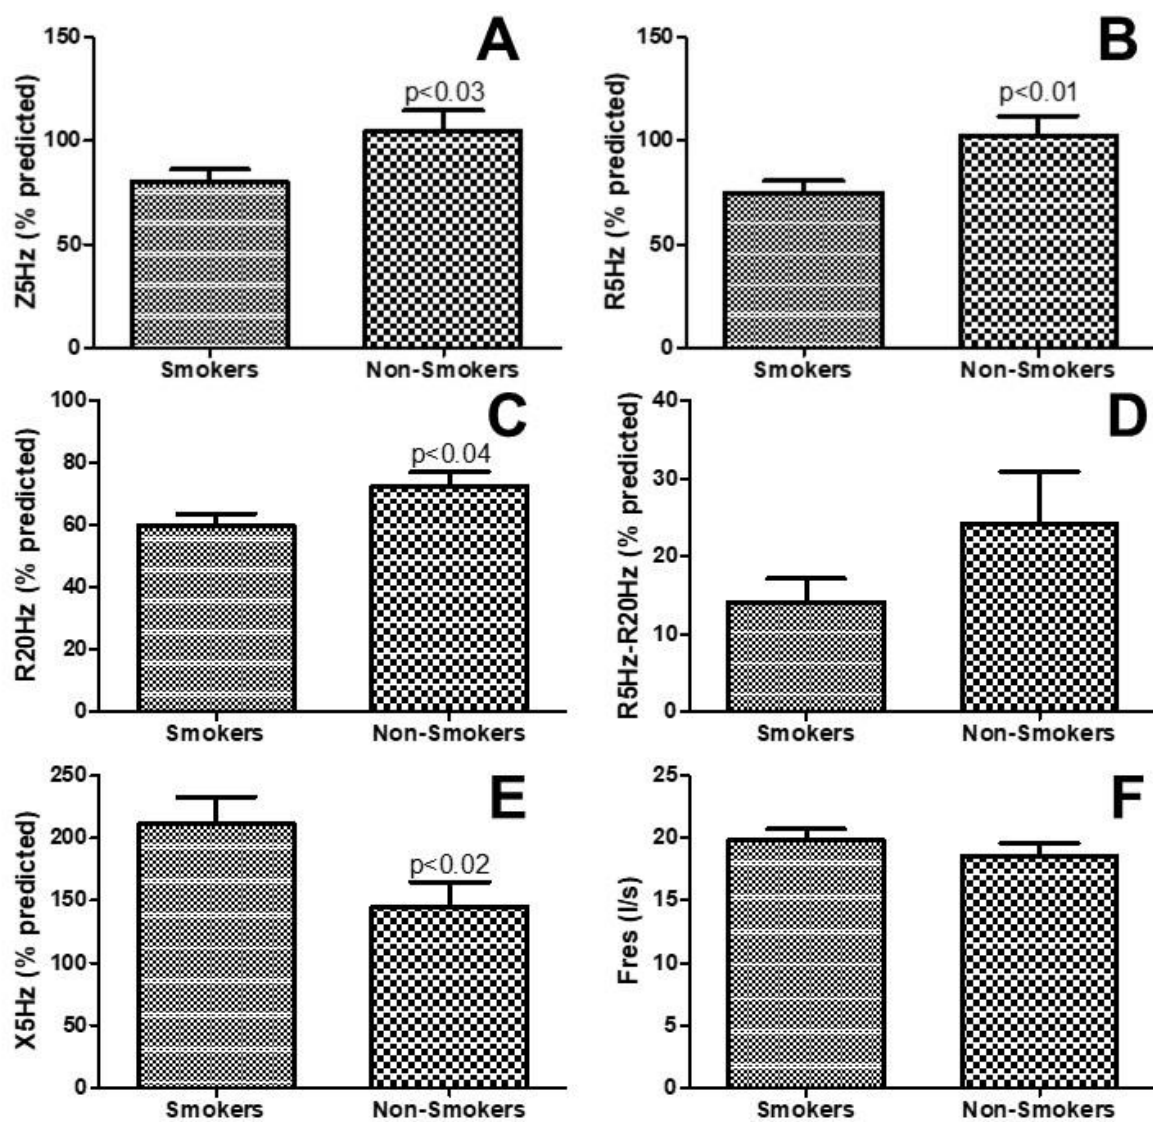 A
Z5Hz (% predicted)
150
100
50
0
p<0.03
Smokers
Non-Smokers
B
R5Hz (% predicted)
150
100
50
0
p<0.01
Smokers
Non-Smokers
C
R20Hz (% predicted)
100
80
60
40
20
0
p<0.04
Smokers
Non-Smokers
D
R5Hz-R20Hz (% predicted)
40
30
20
10
0
Smokers
Non-Smokers
E
X5Hz (% predicted)
250
200
150
100
50
0
p<0.02
Smokers
Non-Smokers
F
Fres (l/s)
25
20
15
10
5
0
Smokers
Non-Smokers